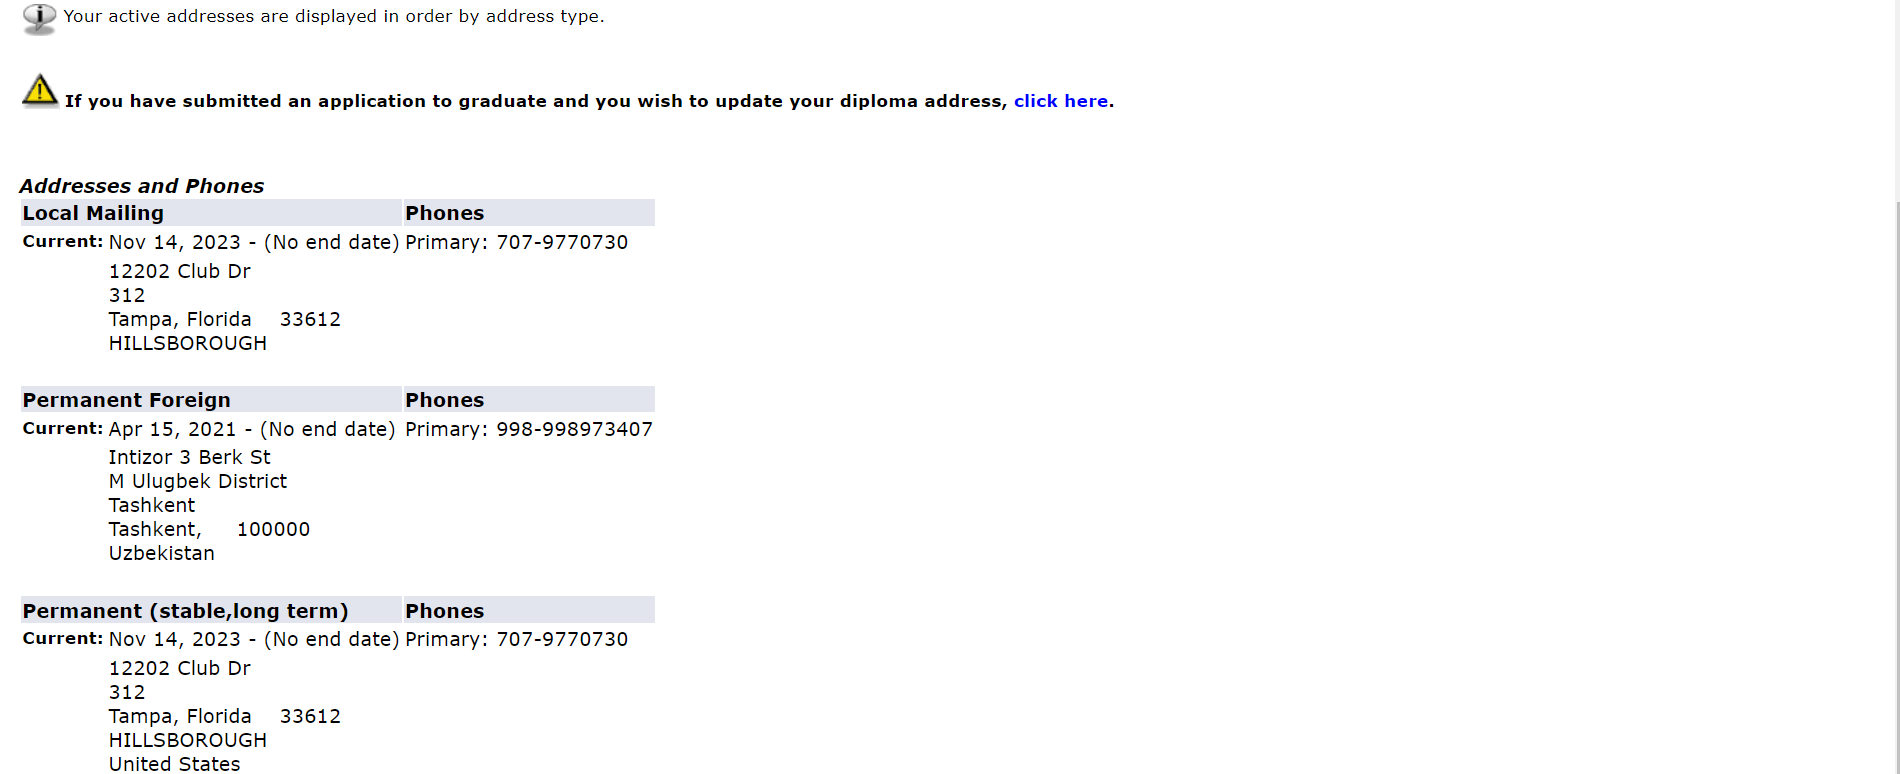 Your active addresses are displayed in order by address type.
If you have submitted an application to graduate and you wish to update your diploma address, click here.
Addresses and Phones
Local Mailing Phones
Current: Nov 14, 2023 - (No end date) Primary: 707-9770730
12202 Club Dr
312
Tampa, Florida 33612
HILLSBOROUGH
Permanent Foreign Phones
Current: Apr 15, 2021 - (No end date) Primary: 998-998973407
Intizor 3 Berk St
M Ulugbek District
Tashkent
Tashkent, 100000
Uzbekistan
Permanent (stable,long term) Phones
Current: Nov 14, 2023 - (No end date) Primary: 707-9770730
12202 Club Dr
312
Tampa, Florida 33612
HILLSBOROUGH
United States